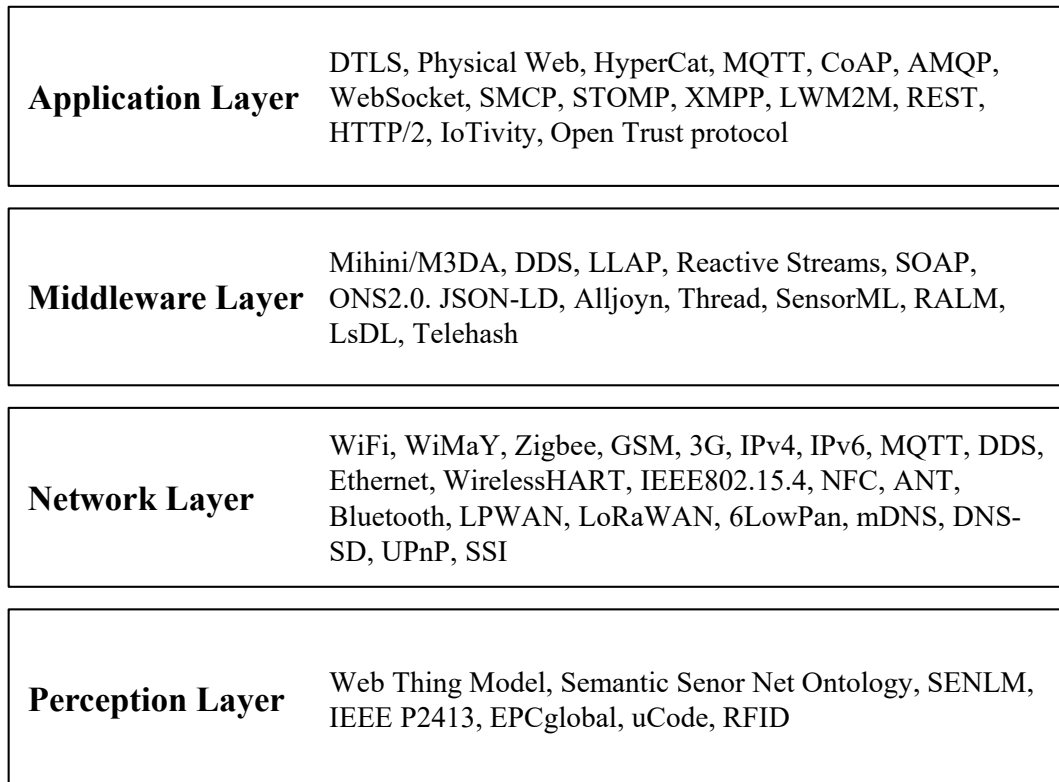 Application Layer
DTLS, Physical Web, HyperCat, MQTT, CoAP, AMQP,
WebSocket, SMCP, STOMP, XMPP, LWM2M, REST,
HTTP/2, IoTivity, Open Trust protocol
Middleware Layer
Mihini/M3DA, DDS, LLAP, Reactive Streams, SOAP,
ONS2.0. JSON-LD, Alljoyn, Thread, SensorML, RALM,
LsDL, Telehash
Network Layer
WiFi, WiMaY, Zigbee, GSM, 3G, IPv4, IPv6, MQTT, DDS,
Ethernet, WirelessHART, IEEE802.15.4, NFC, ANT,
Bluetooth, LPWAN, LoRaWAN, 6LowPan, mDNS, DNS-
SD, UPnP, SSI
Perception Layer
Web Thing Model, Semantic Senor Net Ontology, SENLM,
IEEE P2413, EPCglobal, uCode, RFID